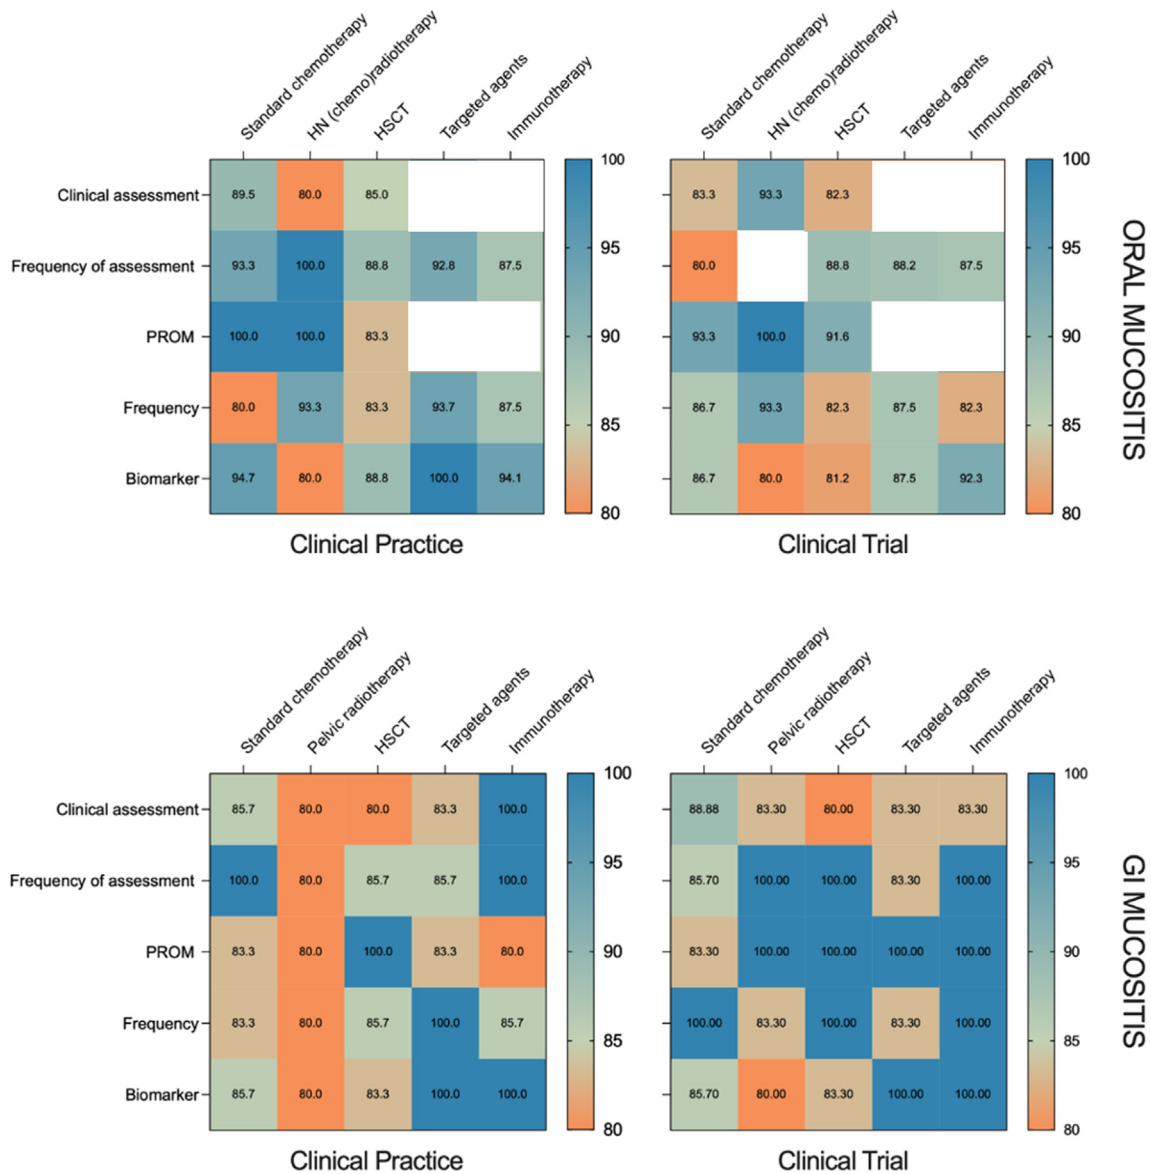 Standard chemotherapy
HN (chemo)radiotherapy
HSCT
Targeted agents
Immunotherapy
Clinical assessment 89.5 80.0 85.0
Frequency of assessment 93.3 100.0 88.8 92.8 87.5
PROM 100.0 100.0 83.3
Frequency 80.0 93.3 83.3 93.7 87.5
Biomarker 94.7 80.0 88.8 100.0 94.1
100
95
90
85
80
Clinical Practice
Standard chemotherapy
HN (chemo)radiotherapy
HSCT
Targeted agents
Immunotherapy
83.3 93.3 82.3
80.0 88.8 88.2 87.5
93.3 100.0 91.6
86.7 93.3 82.3 87.5 82.3
86.7 80.0 81.2 87.5 92.3
100
95
90
85
80
Clinical Trial
ORAL MUCOSITIS
Standard chemotherapy
Pelvic radiotherapy
HSCT
Targeted agents
Immunotherapy
Clinical assessment 85.7 80.0 80.0 83.3 100.0
Frequency of assessment 100.0 80.0 85.7 85.7 100.0
PROM 83.3 80.0 100.0 83.3 80.0
Frequency 83.3 80.0 85.7 100.0 85.7
Biomarker 85.7 80.0 83.3 100.0 100.0
100
95
90
85
80
Clinical Practice
Standard chemotherapy
Pelvic radiotherapy
HSCT
Targeted agents
Immunotherapy
88.88 83.30 80.00 83.30 83.30
85.70 100.00 100.00 83.30 100.00
83.30 100.00 100.00 100.00 100.00
100.00 83.30 100.00 83.30 100.00
85.70 80.00 83.30 100.00 100.00
100
95
90
85
80
Clinical Trial
GI MUCOSITIS